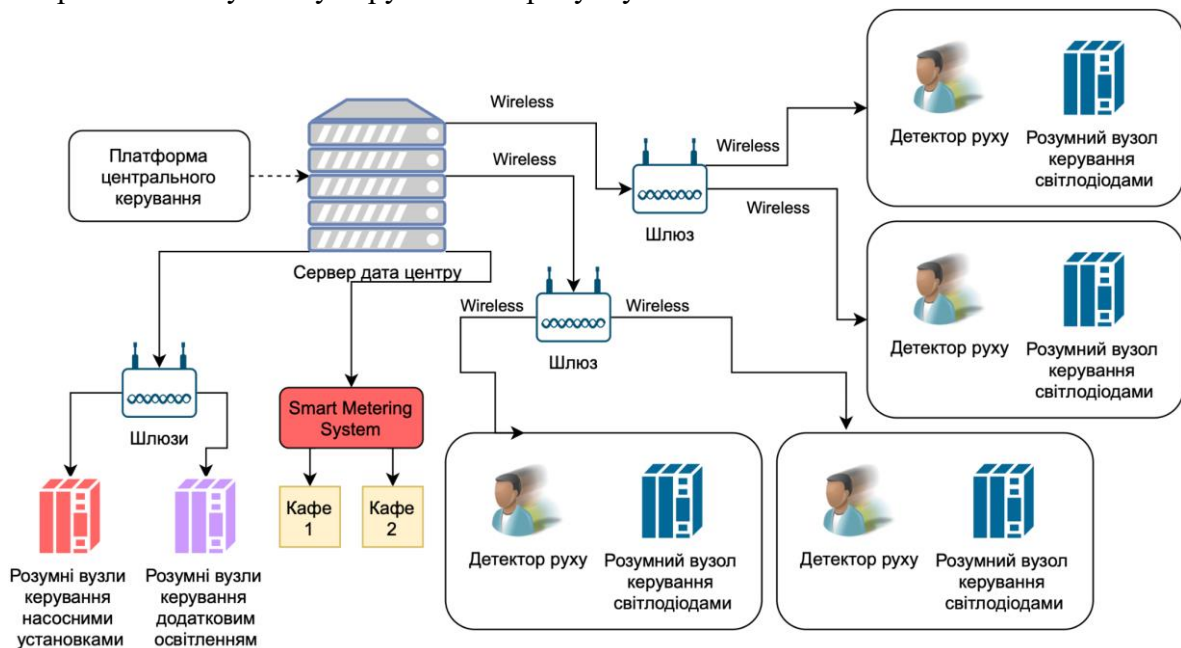 Wireless
Детектор руху
Розумний вузол
керування
світлодіодами
Платформа
центрального
керування
Wireless
Wireless
Wireless
Шлюз
Сервер дата центру
Wireless
Wireless
Шлюз
Детектор руху
Розумний вузол
керування
світлодіодами
Шлюзи
Smart Metering
System
Кафе
1
Кафе
2
Детектор руху
Розумний вузол
керування
світлодіодами
Детектор руху
Розумний вузол
керування
світлодіодами
Розумні вузли
керування
насосними
установками
Розумні вузли
керування
додатковим
освітленням